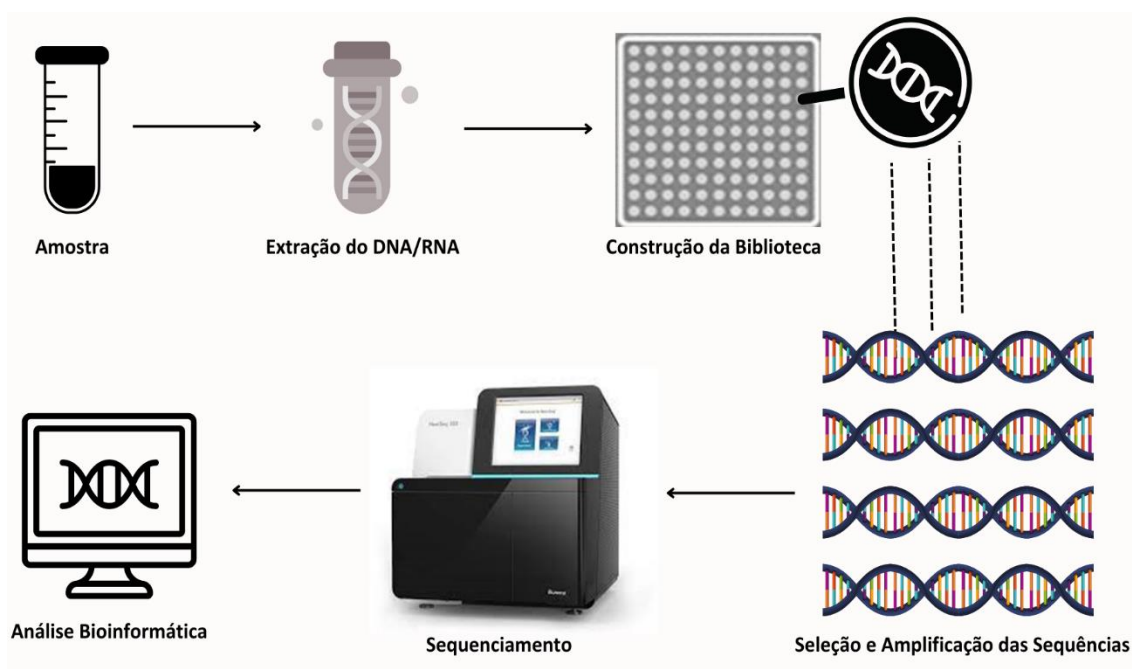 Amostra
Extração do DNA/RNA
Construção da Biblioteca
Análise Bioinformática
Sequenciamento
Seleção e Amplificação das Sequências